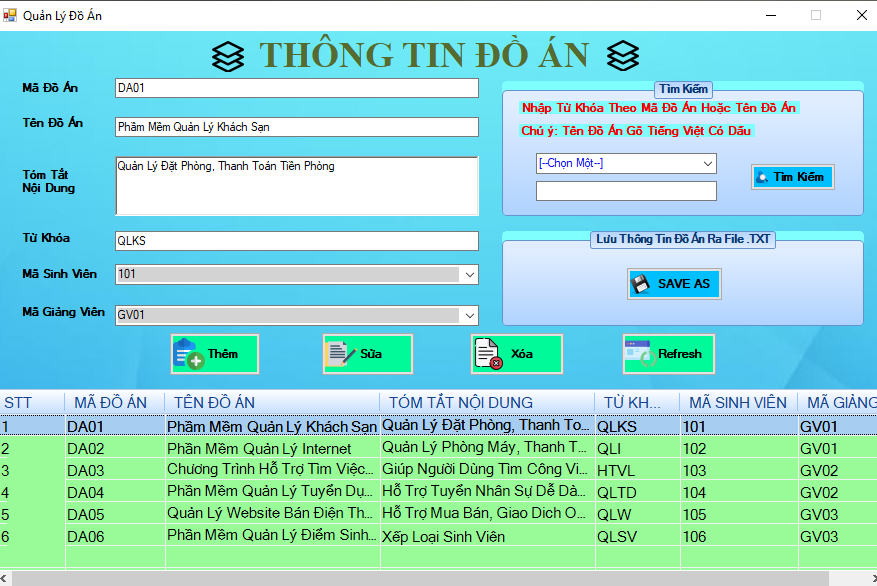 Quản Lý Đồ Án
THÔNG TIN ĐỒ ÁN
Mã Đồ Án
DA01
Tên Đồ Án
Phầm Mềm Quản Lý Khách Sạn
Tóm Tắt
Nội Dung
Quản Lý Đặt Phòng, Thanh Toán Tiền Phòng
Từ Khóa
QLKS
Mã Sinh Viên
101
Mã Giảng Viên
GV01
Tìm Kiếm
Nhập Từ Khóa Theo Mã Đồ Án Hoặc Tên Đồ Án
Chú ý: Tên Đồ Án Gõ Tiếng Việt Có Dấu
[--Chọn Một--]
Tìm Kiếm
Lưu Thông Tin Đồ Án Ra File .TXT
SAVE AS
Thêm
Sửa
Xóa
Refresh
STT MÃ ĐỒ ÁN TÊN ĐỒ ÁN TÓM TẮT NỘI DUNG TỪ KH... MÃ SINH VIÊN MÃ GIẢNG
1 DA01 Phầm Mềm Quản Lý Khách Sạn Quản Lý Đặt Phòng, Thanh To... QLKS 101 GV01
2 DA02 Phần Mềm Quản Lý Internet Quản Lý Phòng Máy, Thanh T... QLI 102 GV01
3 DA03 Chương Trình Hỗ Trợ Tìm Việc... Giúp Người Dùng Tìm Công Vi... HTVL 103 GV02
4 DA04 Phần Mềm Quản Lý Tuyển Dụ... Hỗ Trợ Tuyển Nhân Sự Dễ Dà... QLTD 104 GV02
5 DA05 Quản Lý Website Bán Điện Th... Hỗ Trợ Mua Bán, Giao Dich O... QLW 105 GV03
6 DA06 Phần Mềm Quản Lý Điểm Sinh... Xếp Loại Sinh Viên QLSV 106 GV03